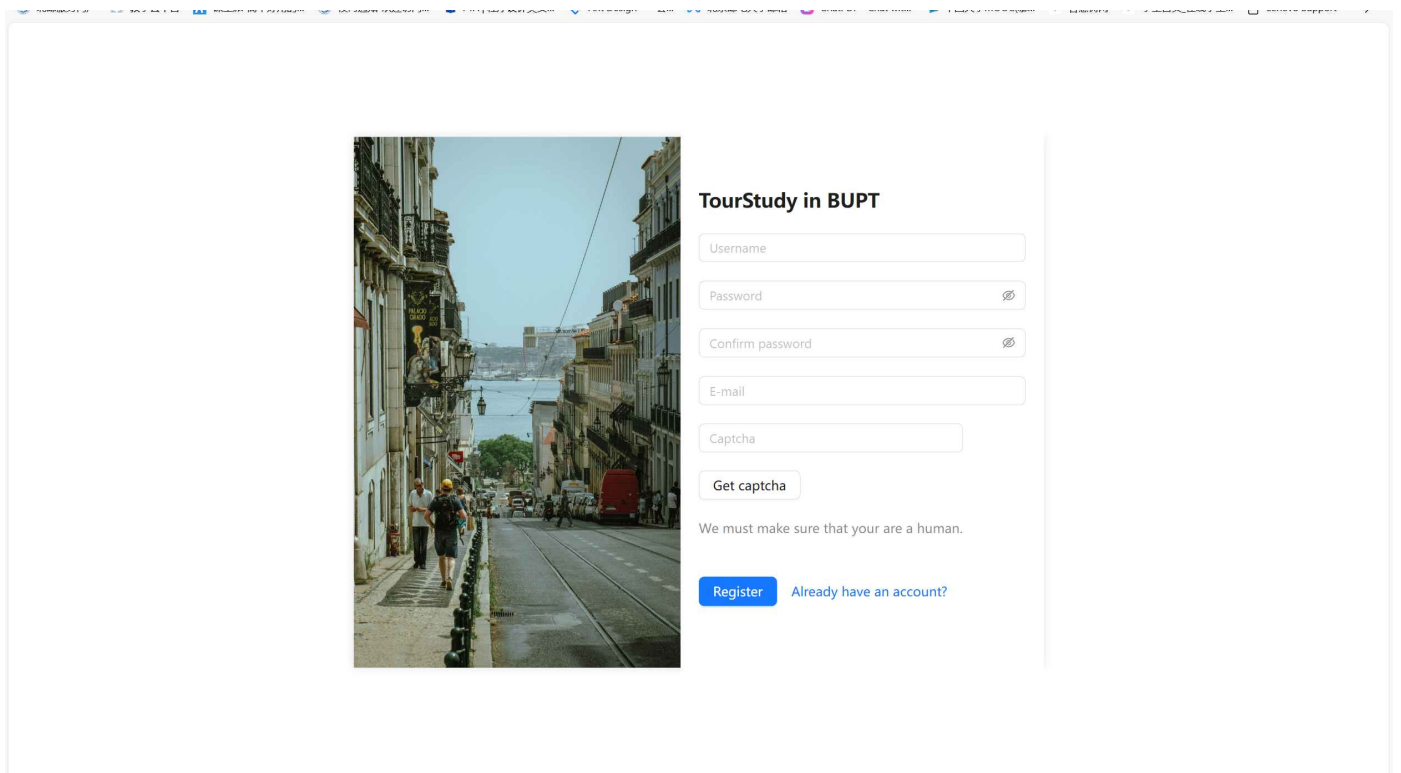 TourStudy in BUPT
Username
Password
Confirm password
E-mail
Captcha
Get captcha
We must make sure that your are a human.
Register
Already have an account?